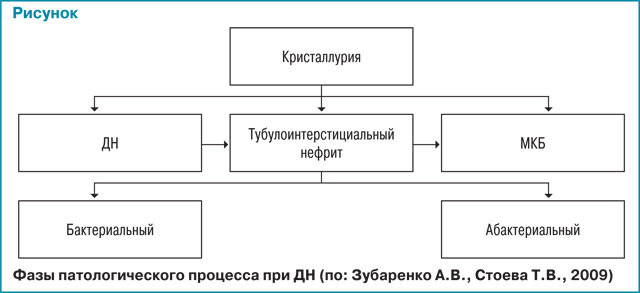 Рисунок
Кристаллурия
ДН
Тубулоинтерстициальный
нефрит
МКБ
Бактериальный
Абактериальный
Фазы патологического процесса при ДН (по: Зубаренко А.В., Стоева Т.В., 2009)